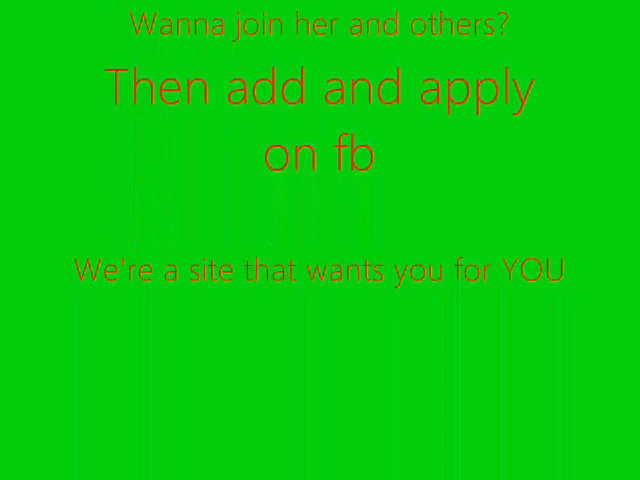 Wanna join her and others?
Then add and apply
on fb
We're a site that wants you for YOU